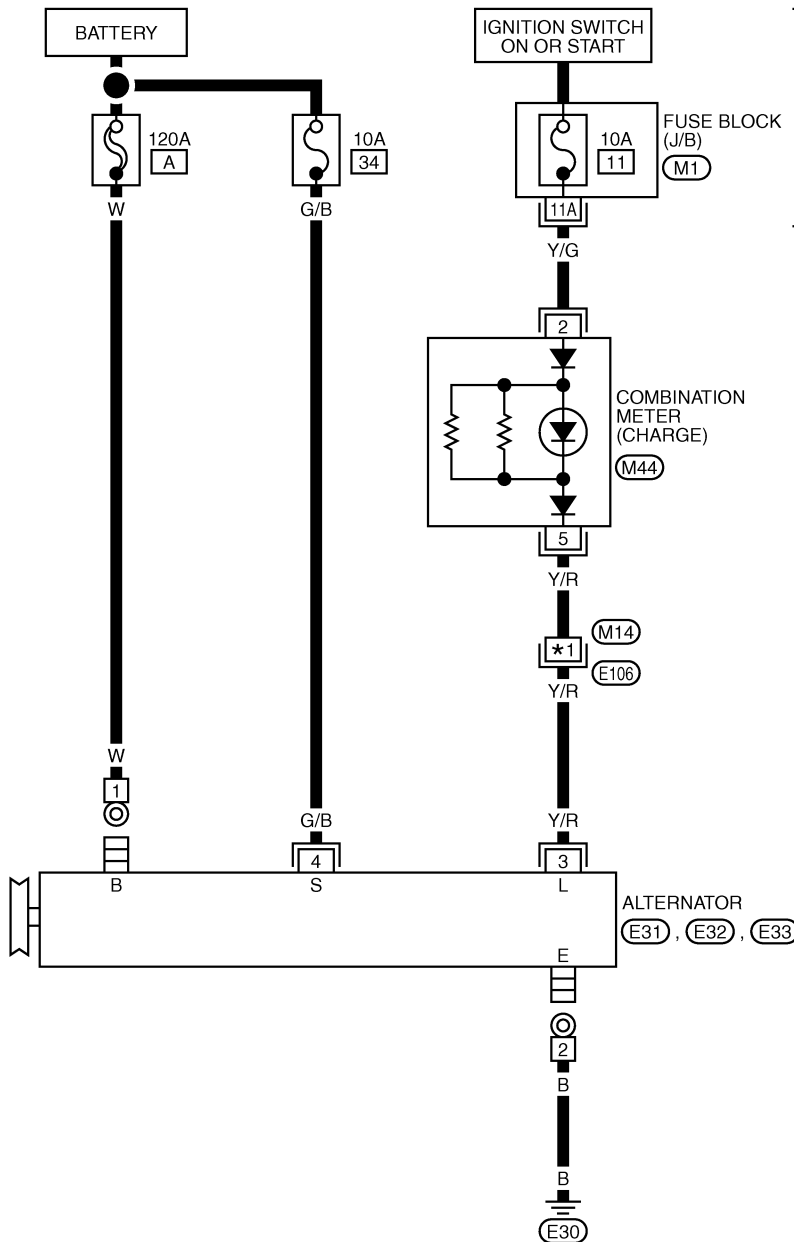 BATTERY
IGNITION SWITCH
ON OR START
120A
A
10A
34
10A
11
FUSE BLOCK
(J/B)
M1
11A
W
G/B
Y/G
2
COMBINATION
METER
(CHARGE)
M44
5
Y/R
M14
*1
E106
Y/R
W
1
G/B
Y/R
4
3
B
S
L
ALTERNATOR
E31 , E32 , E33
E
2
B
B
E30